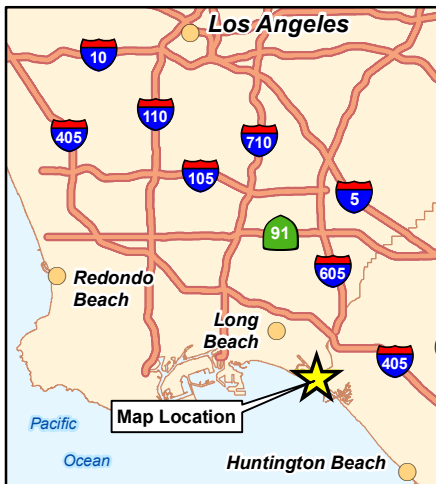 Los Angeles
10
110
405
710
105
5
91
Redondo
Beach
605
Long
Beach
405
Map Location
Pacific
Ocean
Huntington Beach